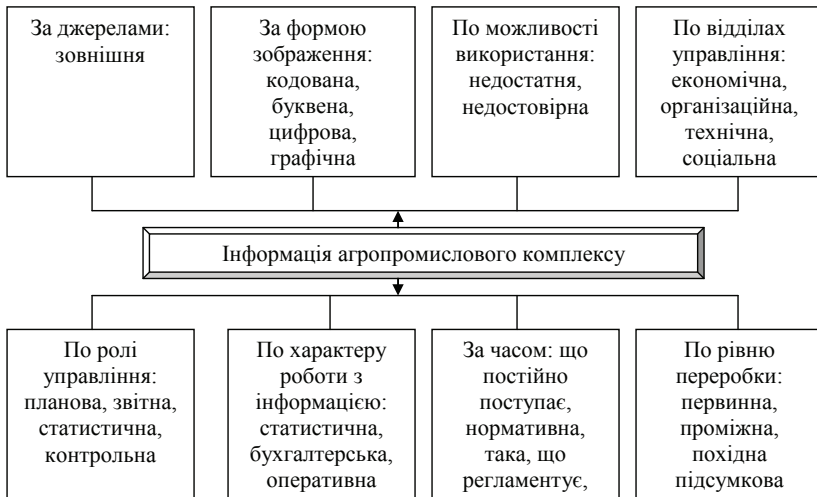 За джерелами:
зовнішня
За формою
зображення:
кодована,
буквена,
цифрова,
графічна
По можливості
використання:
недостатня,
недостовірна
По відділах
управління:
економічна,
організаційна,
технічна,
соціальна
Інформація агропромислового комплексу
По ролі
управління:
планова, звітна,
статистична,
контрольна
По характеру
роботи з
інформацією:
статистична,
бухгалтерська,
оперативна
За часом: що
постійно
поступає,
нормативна,
така, що
регламентує,
По рівню
переробки:
первинна,
проміжна,
похідна
підсумкова